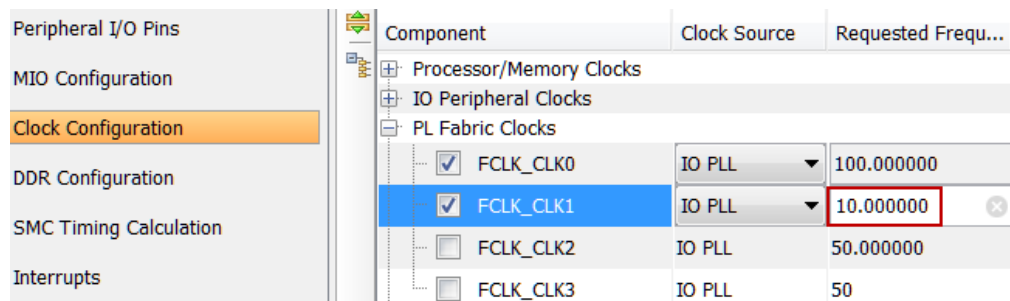 Peripheral I/O Pins
MIO Configuration
Clock Configuration
DDR Configuration
SMC Timing Calculation
Interrupts
Component Clock Source Requested Frequ...
Processor/Memory Clocks
IO Peripheral Clocks
PL Fabric Clocks
FCLK_CLK0 IO PLL 100.000000
FCLK_CLK1 IO PLL 10.000000
FCLK_CLK2 IO PLL 50.000000
FCLK_CLK3 IO PLL 50